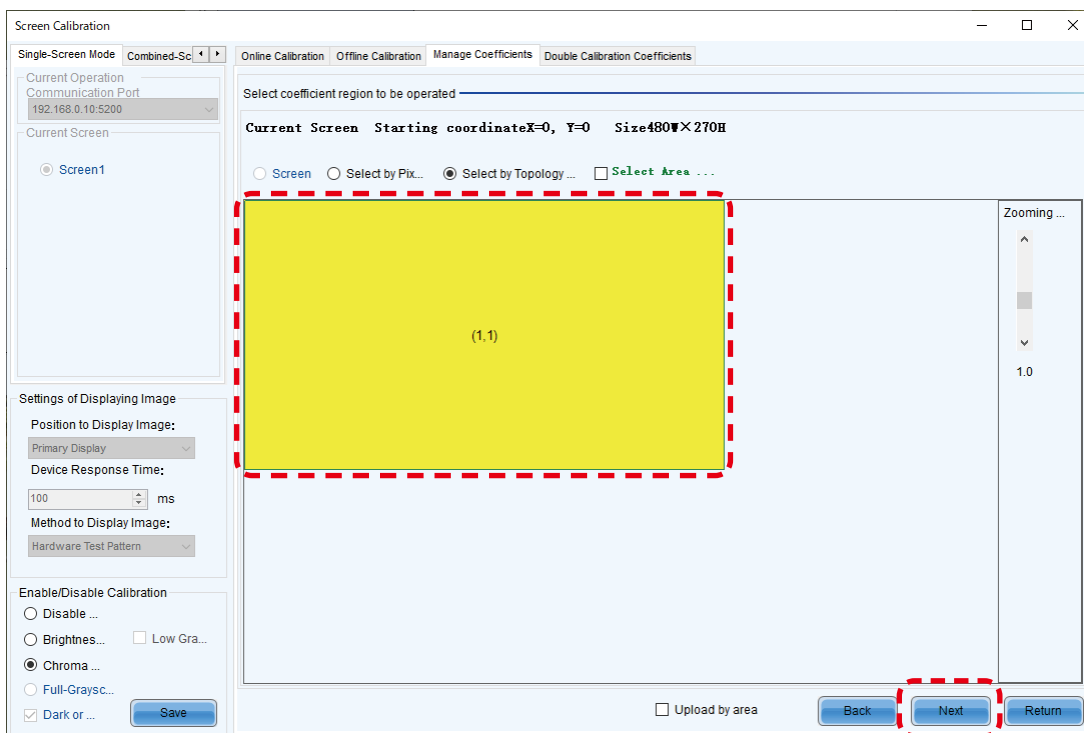 Screen Calibration
Single-Screen Mode Combined-Sc
Current Operation
Communication Port
192.168.0.10:5200
Current Screen
Screen1
Settings of Displaying Image
Position to Display Image:
Primary Display
Device Response Time:
100 ms
Method to Display Image:
Hardware Test Pattern
Enable/Disable Calibration
Disable ...
Brightnes... Low Gra...
Chroma ...
Full-Graysc...
Dark or ... Save
Online Calibration Offline Calibration Manage Coefficients Double Calibration Coefficients
Select coefficient region to be operated
Current Screen Starting coordinateX=0, Y=0 Size480W×270H
Screen Select by Pix... Select by Topology ... Select Area ...
(1,1)
Zooming ...
1.0
Upload by area Back Next Return